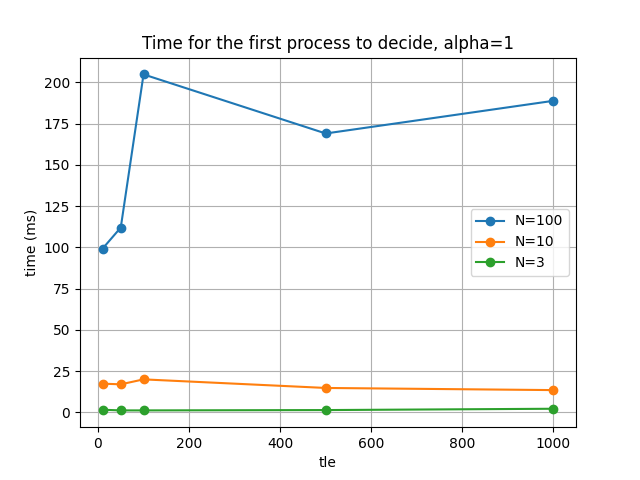 Time for the first process to decide, alpha=1
time (ms)
200
175
150
125
100
75
50
25
0
N=100
N=10
N=3
0 200 400 600 800 1000
tle